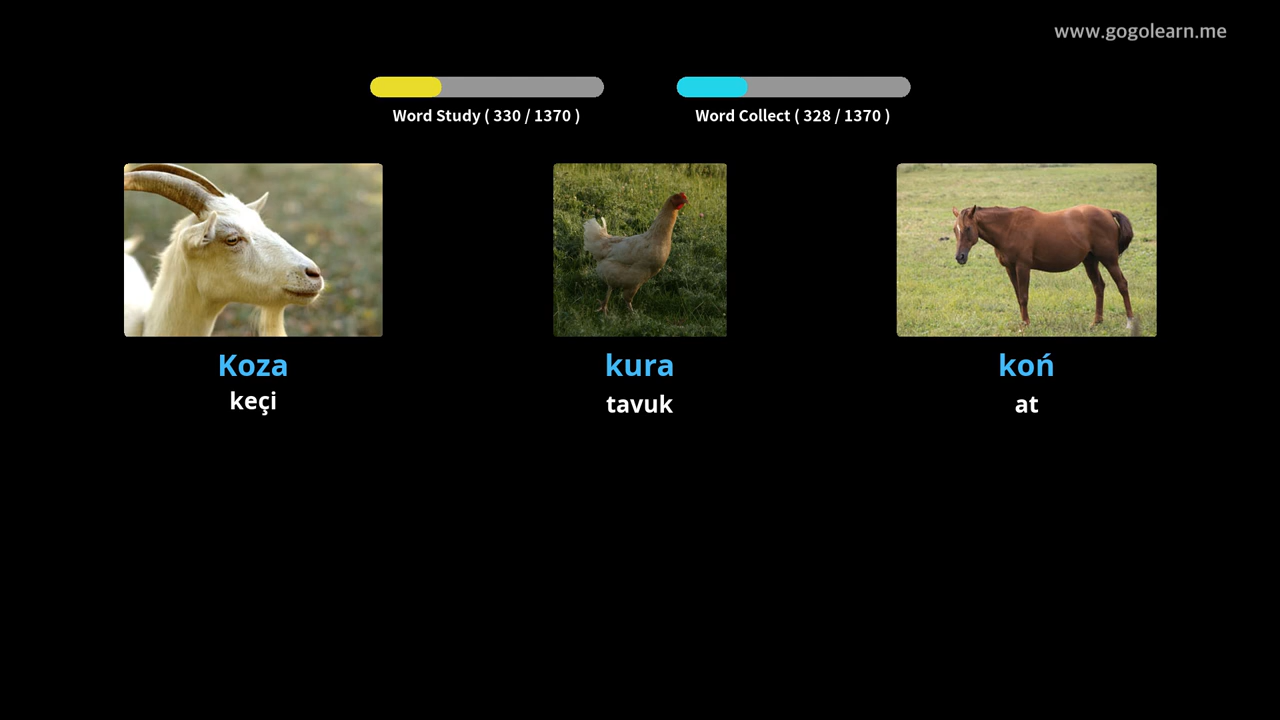 www.gogolearn.me
Word Study ( 330 / 1370 )
Word Collect ( 328 / 1370 )
Koza
keçi
kura
tavuk
koń
at